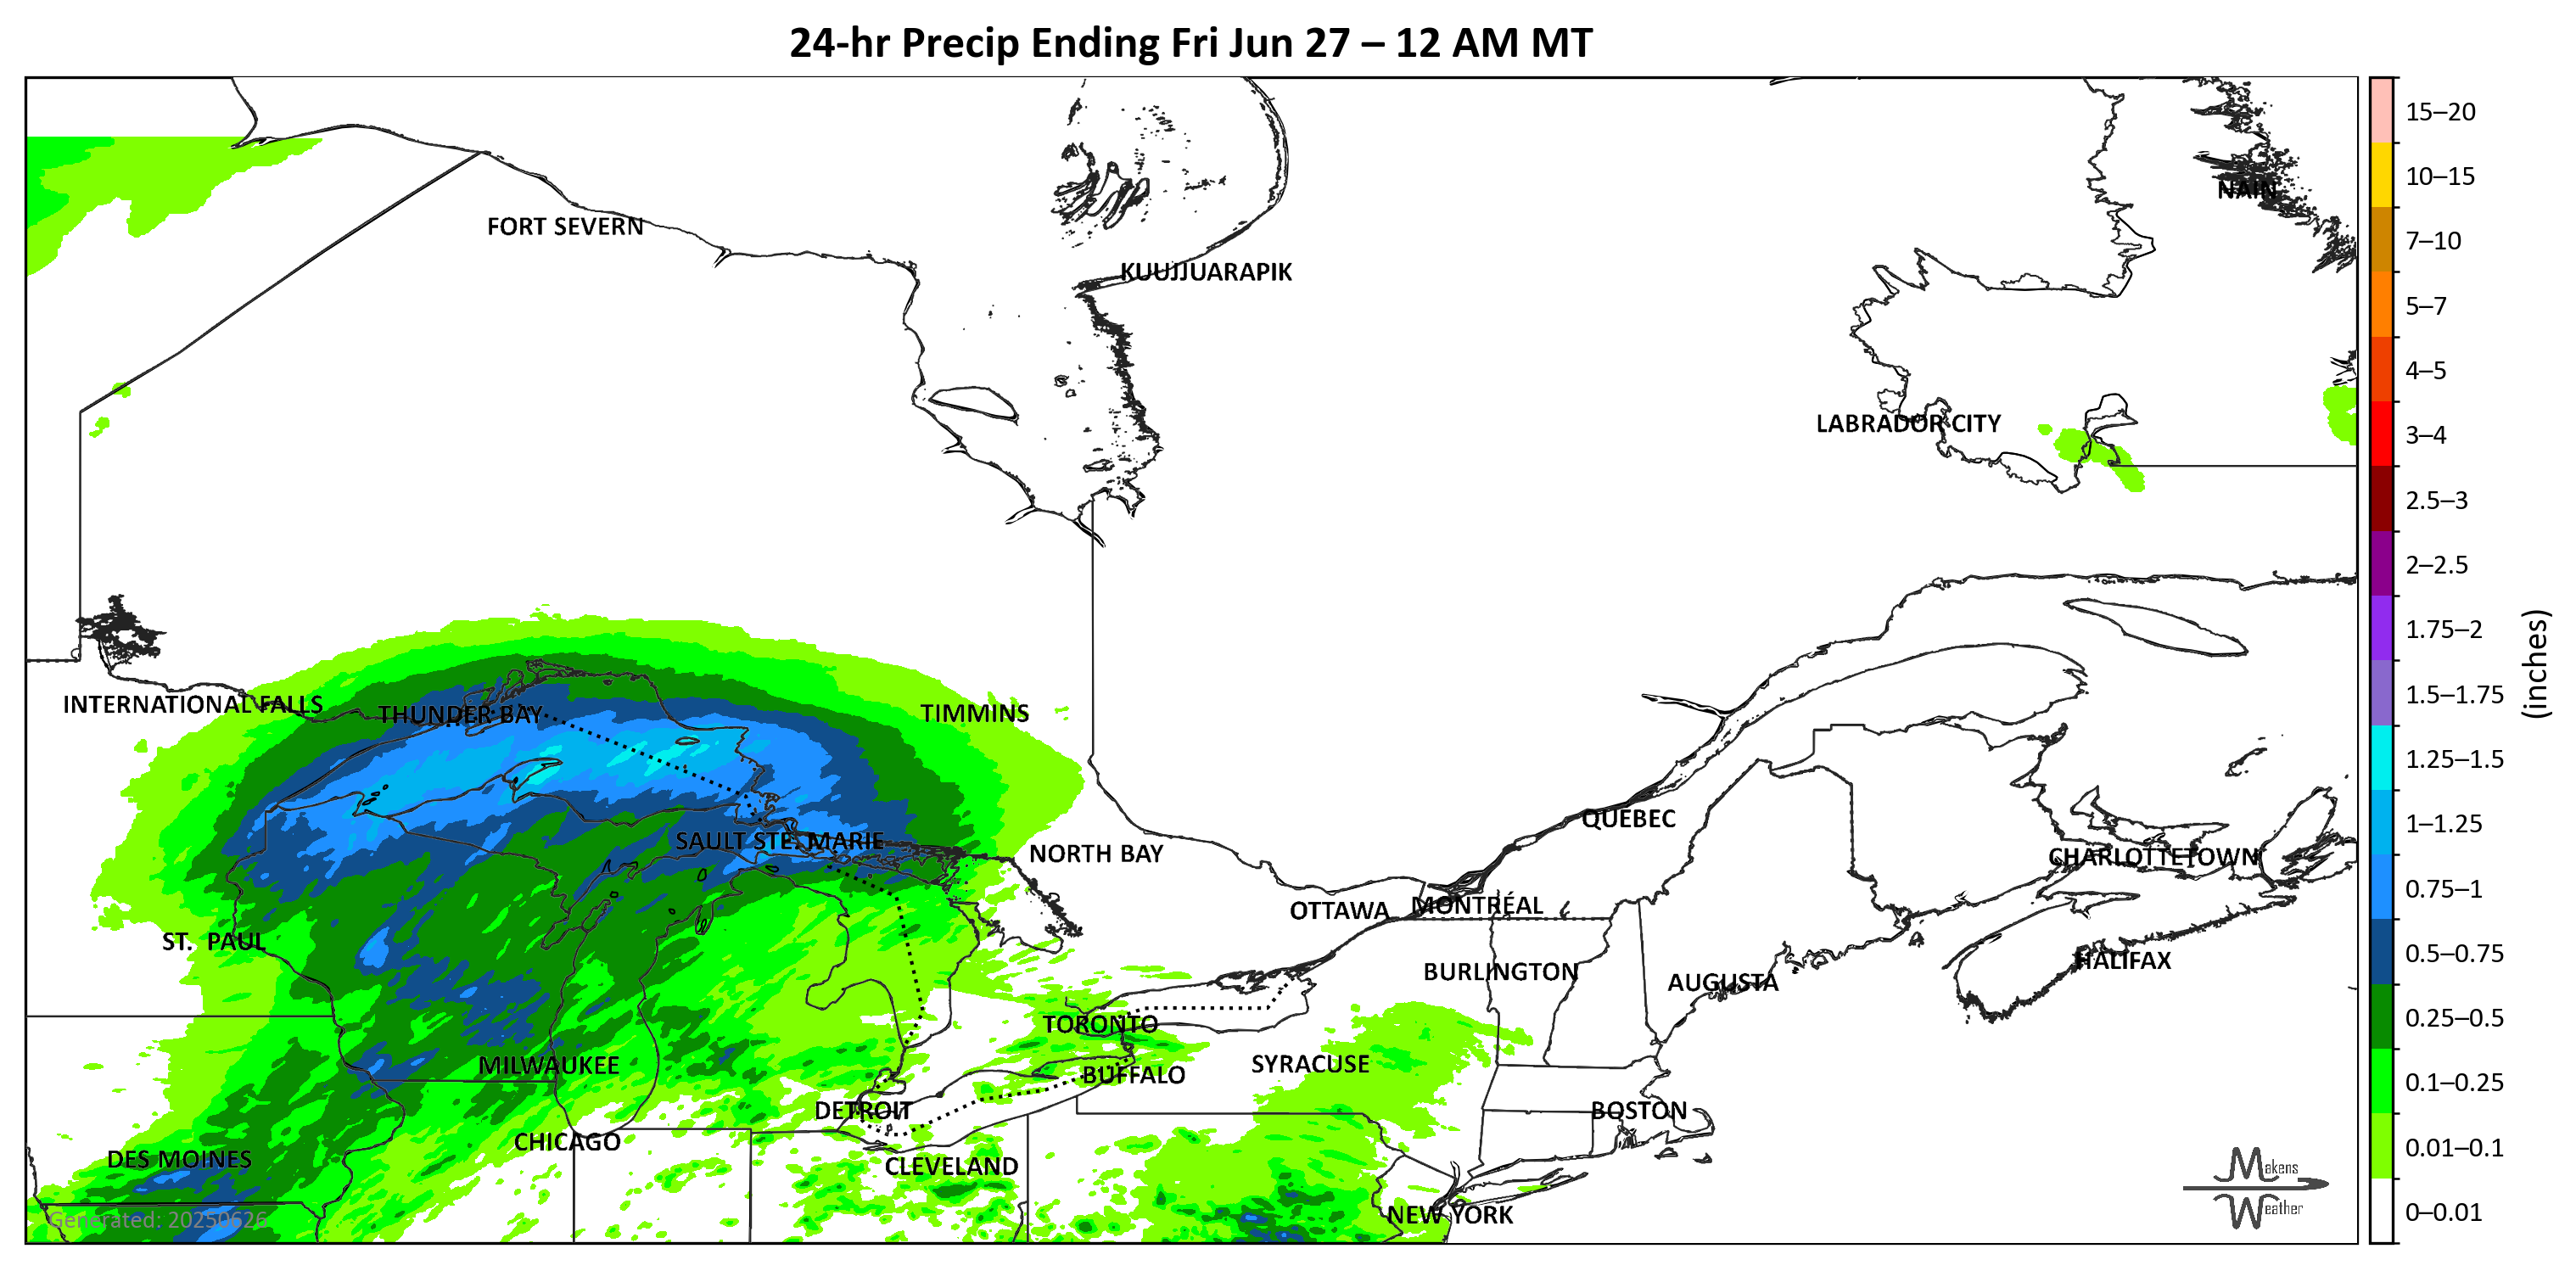 24-hr Precip Ending Fri Jun 27 – 12 AM MT
NAIN
FORT SEVERN
KUUJJUARAPIK
LABRADOR CITY
INTERNATIONAL FALLS
THUNDER BAY
TIMMINS
QUEBEC
SAULT STE. MARIE
NORTH BAY
CHARLOTTETOWN
OTTAWA
MONTRÉAL
ST. PAUL
HALIFAX
BURLINGTON
AUGUSTA
TORONTO
MILWAUKEE
BUFFALO
SYRACUSE
DETROIT
BOSTON
CHICAGO
DES MOINES
CLEVELAND
NEW YORK
Generated: 20250626
Makens
Weather
15–20
10–15
7–10
5–7
4–5
3–4
2.5–3
2–2.5
1.75–2
1.5–1.75
1.25–1.5
1–1.25
0.75–1
0.5–0.75
0.25–0.5
0.1–0.25
0.01–0.1
0–0.01
(inches)